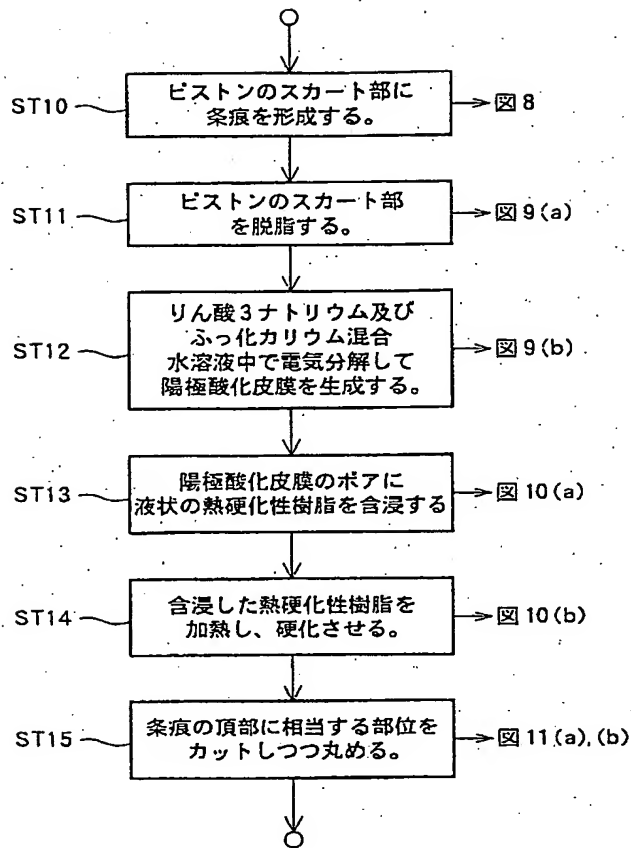 ST10
ピストンのスカート部に
条痕を形成する。
図8
ST11
ピストンのスカート部
を脱脂する。
図9(a)
ST12
りん酸3ナトリウム及び
ふっ化カリウム混合
水溶液中で電気分解して
陽極酸化皮膜を生成する。
図9(b)
ST13
陽極酸化皮膜のポアに
液状の熱硬化性樹脂を含浸する
図10(a)
ST14
含浸した熱硬化性樹脂を
加熱し、硬化させる。
図10(b)
ST15
条痕の頂部に相当する部位を
カットしつつ丸める。
図11(a),(b)